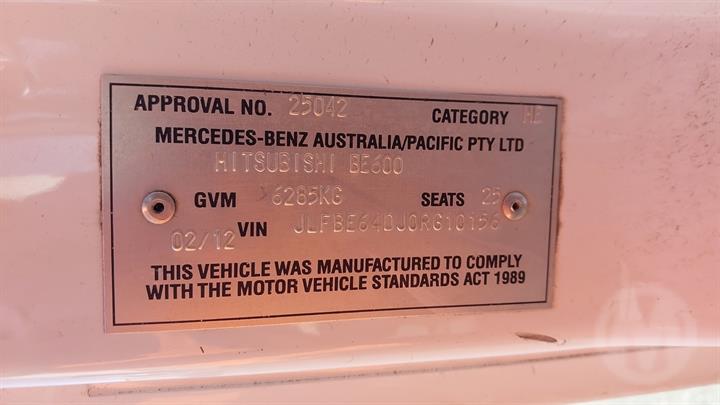 APPROVAL NO. 25042 CATEGORY ME
MERCEDES-BENZ AUSTRALIA/PACIFIC PTY LTD
MITSUBISHI BE600
GVM 6285KG SEATS 25
02/12 VIN JLFBE64DJ0RG10156
THIS VEHICLE WAS MANUFACTURED TO COMPLY
WITH THE MOTOR VEHICLE STANDARDS ACT 1989